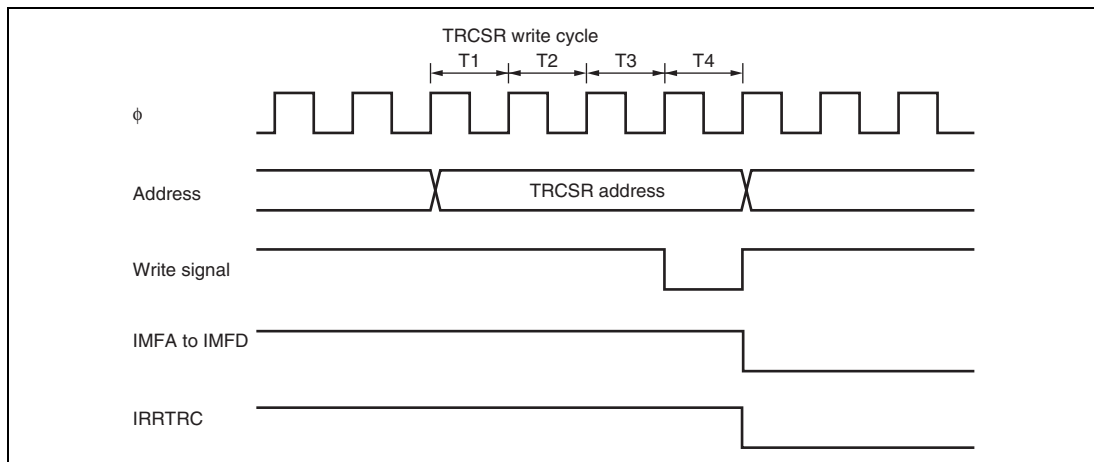 TRCSR write cycle
T1 T2 T3 T4
ϕ
Address
TRCSR address
Write signal
IMFA to IMFD
IRRTRC